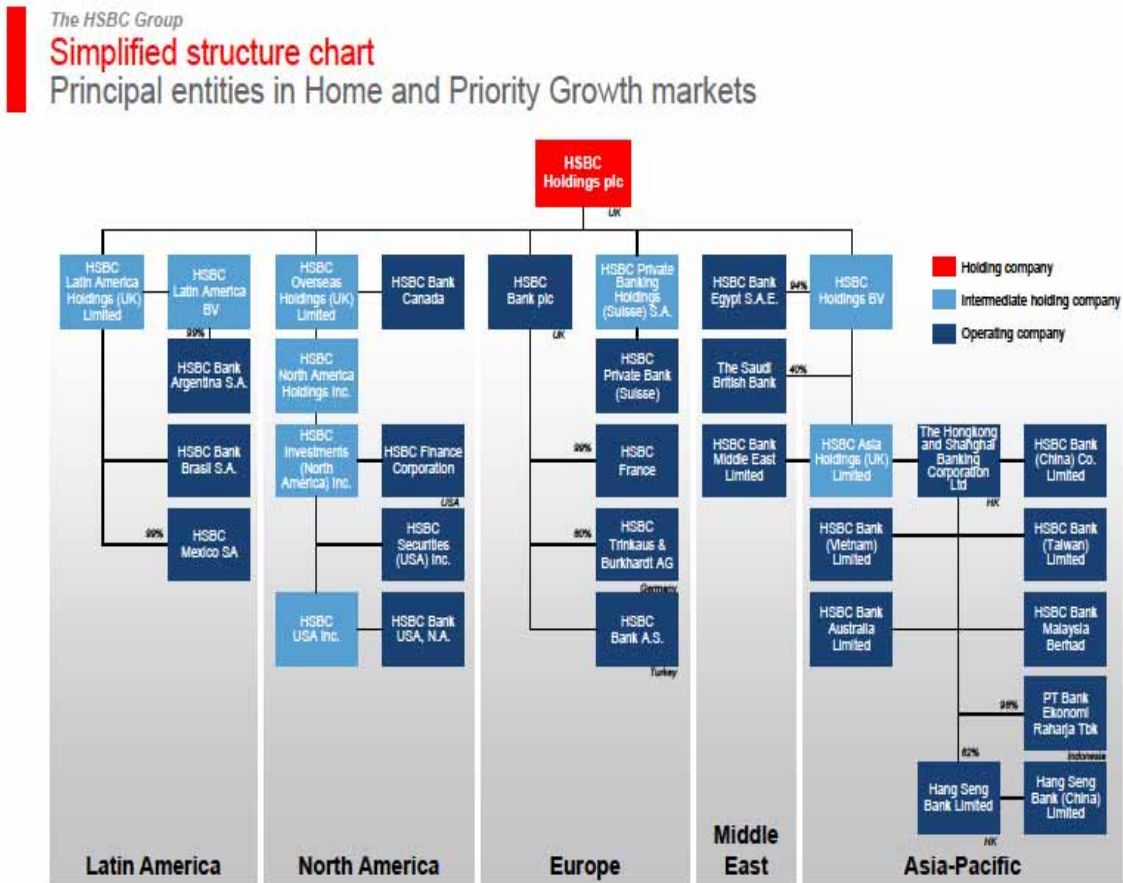 The HSBC Group
Simplified structure chart
Principal entities in Home and Priority Growth markets
HSBC
Holdings plc
UK
HSBC
Latin America
Holdings (UK)
Limited
HSBC
Latin America
BV
HSBC
Overseas
Holdings (UK)
Limited
HSBC Bank
Canada
HSBC
Bank plc
UK
HSBC Private
Banking
Holdings
(Suisse) S.A.
HSBC Bank
Egypt S.A.E.
94%
HSBC
Holdings BV
Holding company
Intermediate holding company
Operating company
99%
HSBC Bank
Argentina S.A.
HSBC
North America
Holdings Inc.
HSBC
Private Bank
(Suisse)
The Saudi
British Bank
40%
HSBC Bank
Brasil S.A.
HSBC
Investments
(North
America) Inc.
HSBC Finance
Corporation
USA
99%
HSBC
France
HSBC Bank
Middle East
Limited
HSBC Asia
Holdings (UK)
Limited
The Hongkong
and Shanghai
Banking
Corporation
Ltd
HK
HSBC Bank
(China) Co.
Limited
99%
HSBC
Mexico SA
HSBC
Securities
(USA) Inc.
80%
HSBC
Trinkaus &
Burkhardt AG
Germany
HSBC Bank
(Vietnam)
Limited
HSBC Bank
(Taiwan)
Limited
HSBC
USA Inc.
HSBC Bank
USA, N.A.
HSBC
Bank A.S.
Turkey
HSBC Bank
Australia
Limited
HSBC Bank
Malaysia
Berhad
98%
PT Bank
Ekonomi
Raharja Tbk
Indonesia
62%
Hang Seng
Bank Limited
HK
Hang Seng
Bank (China)
Limited
Latin America
North America
Europe
Middle
East
Asia-Pacific